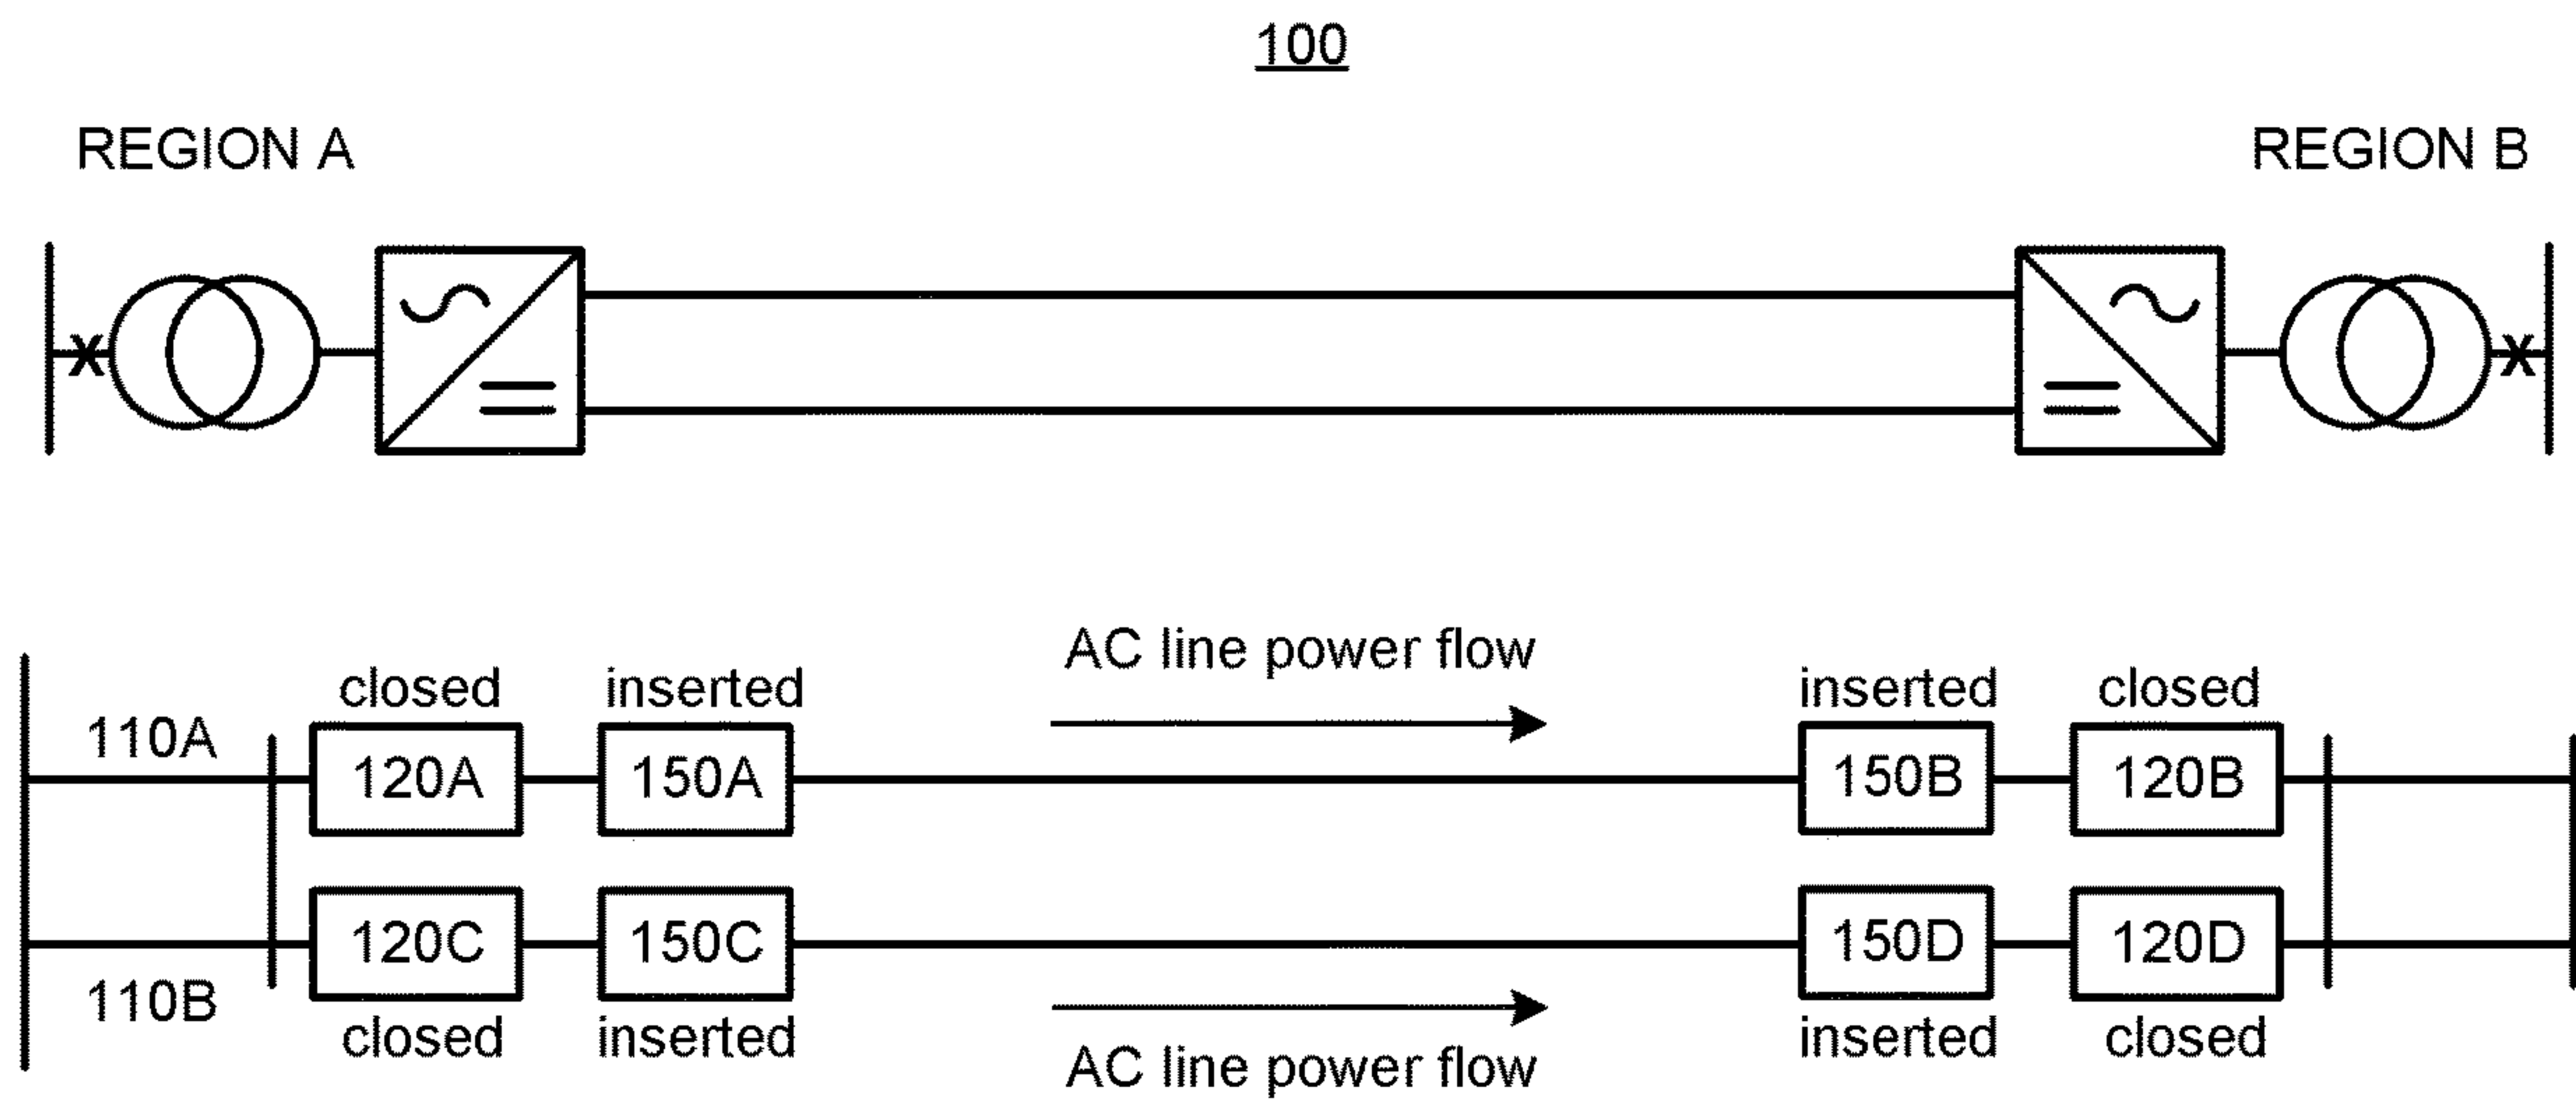 100
REGION A
REGION B
AC line power flow
closed
inserted
inserted
closed
110A
120A
150A
150B
120B
120C
150C
150D
120D
110B
closed
inserted
inserted
closed
AC line power flow